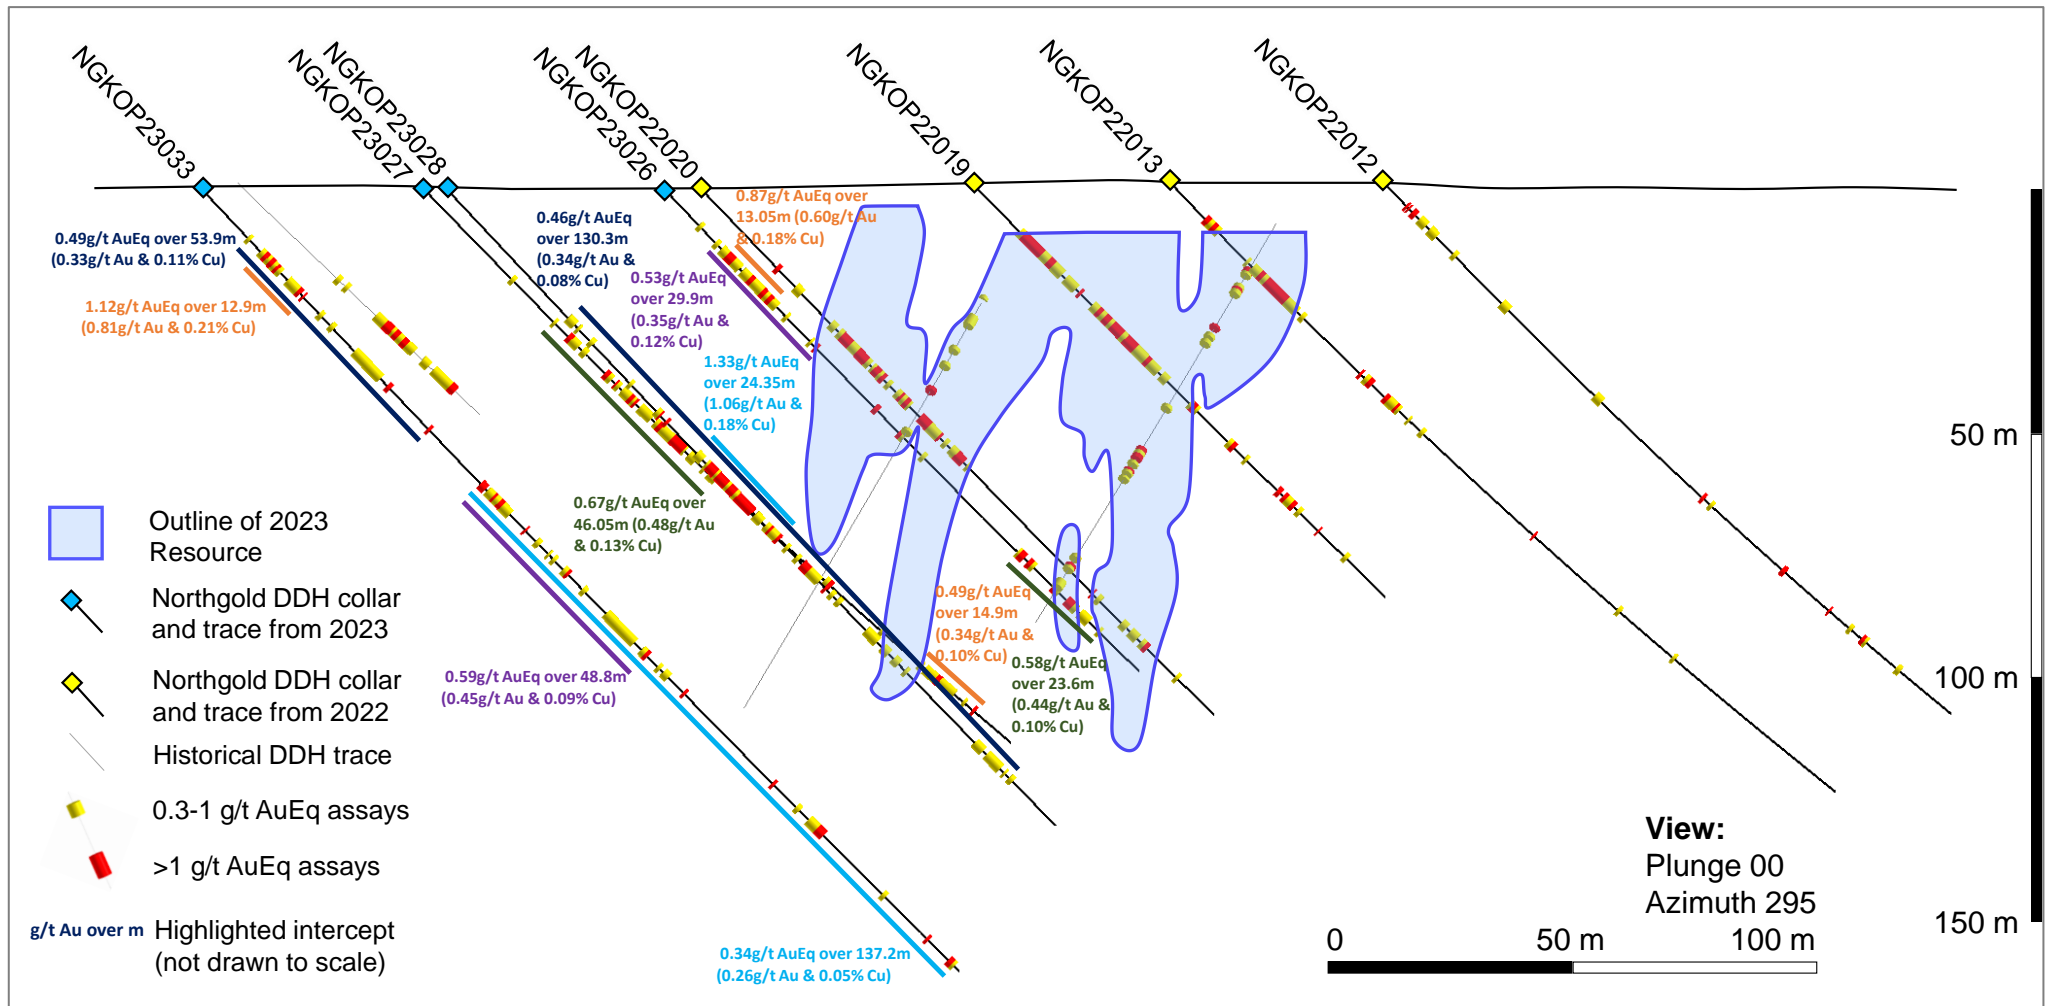 NGKOP23033
NGKOP23027
NGKOP23028
NGKOP23026
NGKOP22020
NGKOP22019
NGKOP22013
NGKOP22012
0.49g/t AuEq over 53.9m
(0.33g/t Au & 0.11% Cu)
1.12g/t AuEq over 12.9m
(0.81g/t Au & 0.21% Cu)
0.46g/t AuEq
over 130.3m
(0.34g/t Au &
0.08% Cu)
0.87g/t AuEq over
13.05m (0.60g/t Au
& 0.18% Cu)
0.53g/t AuEq
over 29.9m
(0.35g/t Au &
0.12% Cu)
1.33g/t AuEq
over 24.35m
(1.06g/t Au &
0.18% Cu)
0.67g/t AuEq over
46.05m (0.48g/t Au
& 0.13% Cu)
0.49g/t AuEq
over 14.9m
(0.34g/t Au &
0.10% Cu)
0.58g/t AuEq
over 23.6m
(0.44g/t Au &
0.10% Cu)
0.59g/t AuEq over 48.8m
(0.45g/t Au & 0.09% Cu)
0.34g/t AuEq over 137.2m
(0.26g/t Au & 0.05% Cu)
Outline of 2023
Resource
Northgold DDH collar
and trace from 2023
Northgold DDH collar
and trace from 2022
Historical DDH trace
0.3-1 g/t AuEq assays
>1 g/t AuEq assays
g/t Au over m Highlighted intercept
(not drawn to scale)
50 m
100 m
150 m
View:
Plunge 00
Azimuth 295
0 50 m 100 m